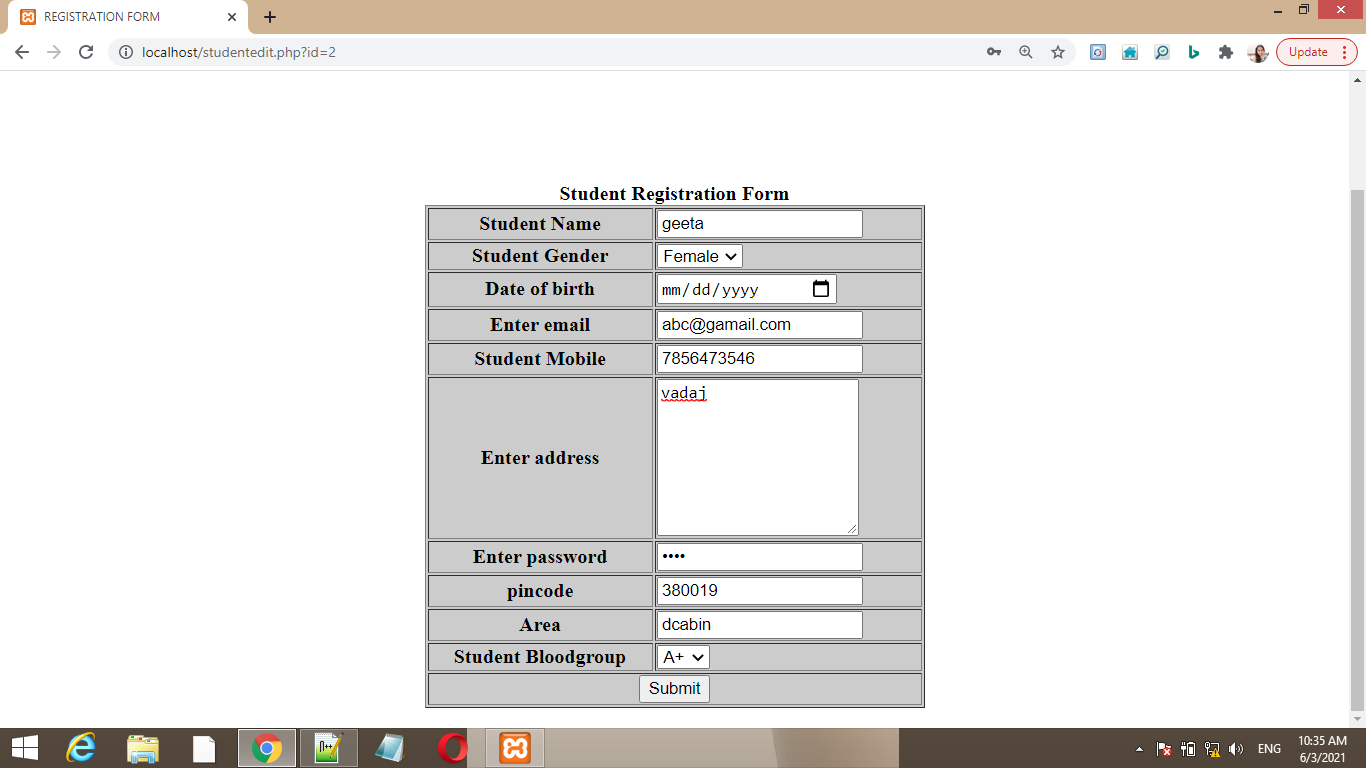 REGISTRATION FORM
localhost/studentedit.php?id=2
Update
Student Registration Form
Student Name geeta
Student Gender Female
Date of birth mm/dd/yyyy
Enter email abc@gamail.com
Student Mobile 7856473546
Enter address vadaj
Enter password ••••
pincode 380019
Area dcabin
Student Bloodgroup A+
Submit
ENG
10:35 AM
6/3/2021